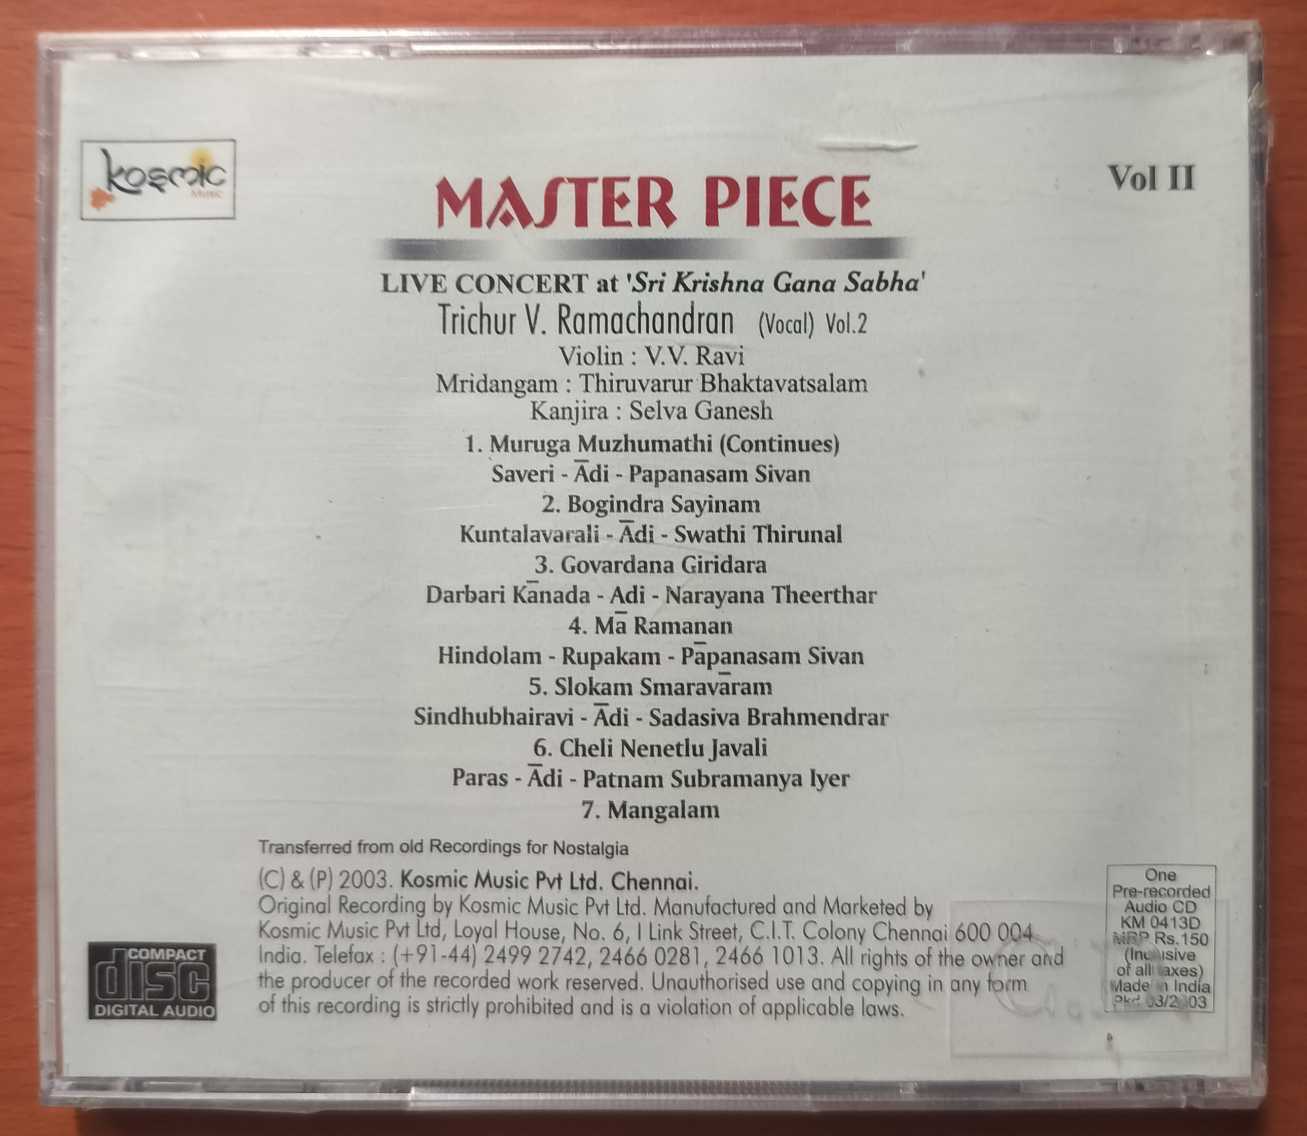 kosmic
Music
MASTER PIECE
Vol II
LIVE CONCERT at 'Sri Krishna Gana Sabha'
Trichur V. Ramachandran (Vocal) Vol.2
Violin : V.V. Ravi
Mridangam : Thiruvarur Bhaktavatsalam
Kanjira : Selva Ganesh
1. Muruga Muzhumathi (Continues)
Saveri - Ādi - Papanasam Sivan
2. Bogindra Sayinam
Kuntalavarali - Ādi - Swathi Thirunal
3. Govardana Giridara
Darbari Kānada - Adi - Narayana Theerthar
4. Mā Ramanan
Hindolam - Rupakam - Pāpanasam Sivan
5. Slokam Smaravāram
Sindhubhairavi - Ādi - Sadasiva Brahmendrar
6. Cheli Nenetlu Javali
Paras - Ādi - Patnam Subramanya Iyer
7. Mangalam
Transferred from old Recordings for Nostalgia
(C) & (P) 2003. Kosmic Music Pvt Ltd. Chennai.
Original Recording by Kosmic Music Pvt Ltd. Manufactured and Marketed by
Kosmic Music Pvt Ltd, Loyal House, No. 6, I Link Street, C.I.T. Colony Chennai 600 004
India. Telefax : (+91-44) 2499 2742, 2466 0281, 2466 1013. All rights of the owner and
the producer of the recorded work reserved. Unauthorised use and copying in any form
of this recording is strictly prohibited and is a violation of applicable laws.
COMPACT
disc
DIGITAL AUDIO
One
Pre-recorded
Audio CD
KM 0413D
MRP Rs.150
(Inclusive
of all taxes)
Made in India
Pkd 03/2003